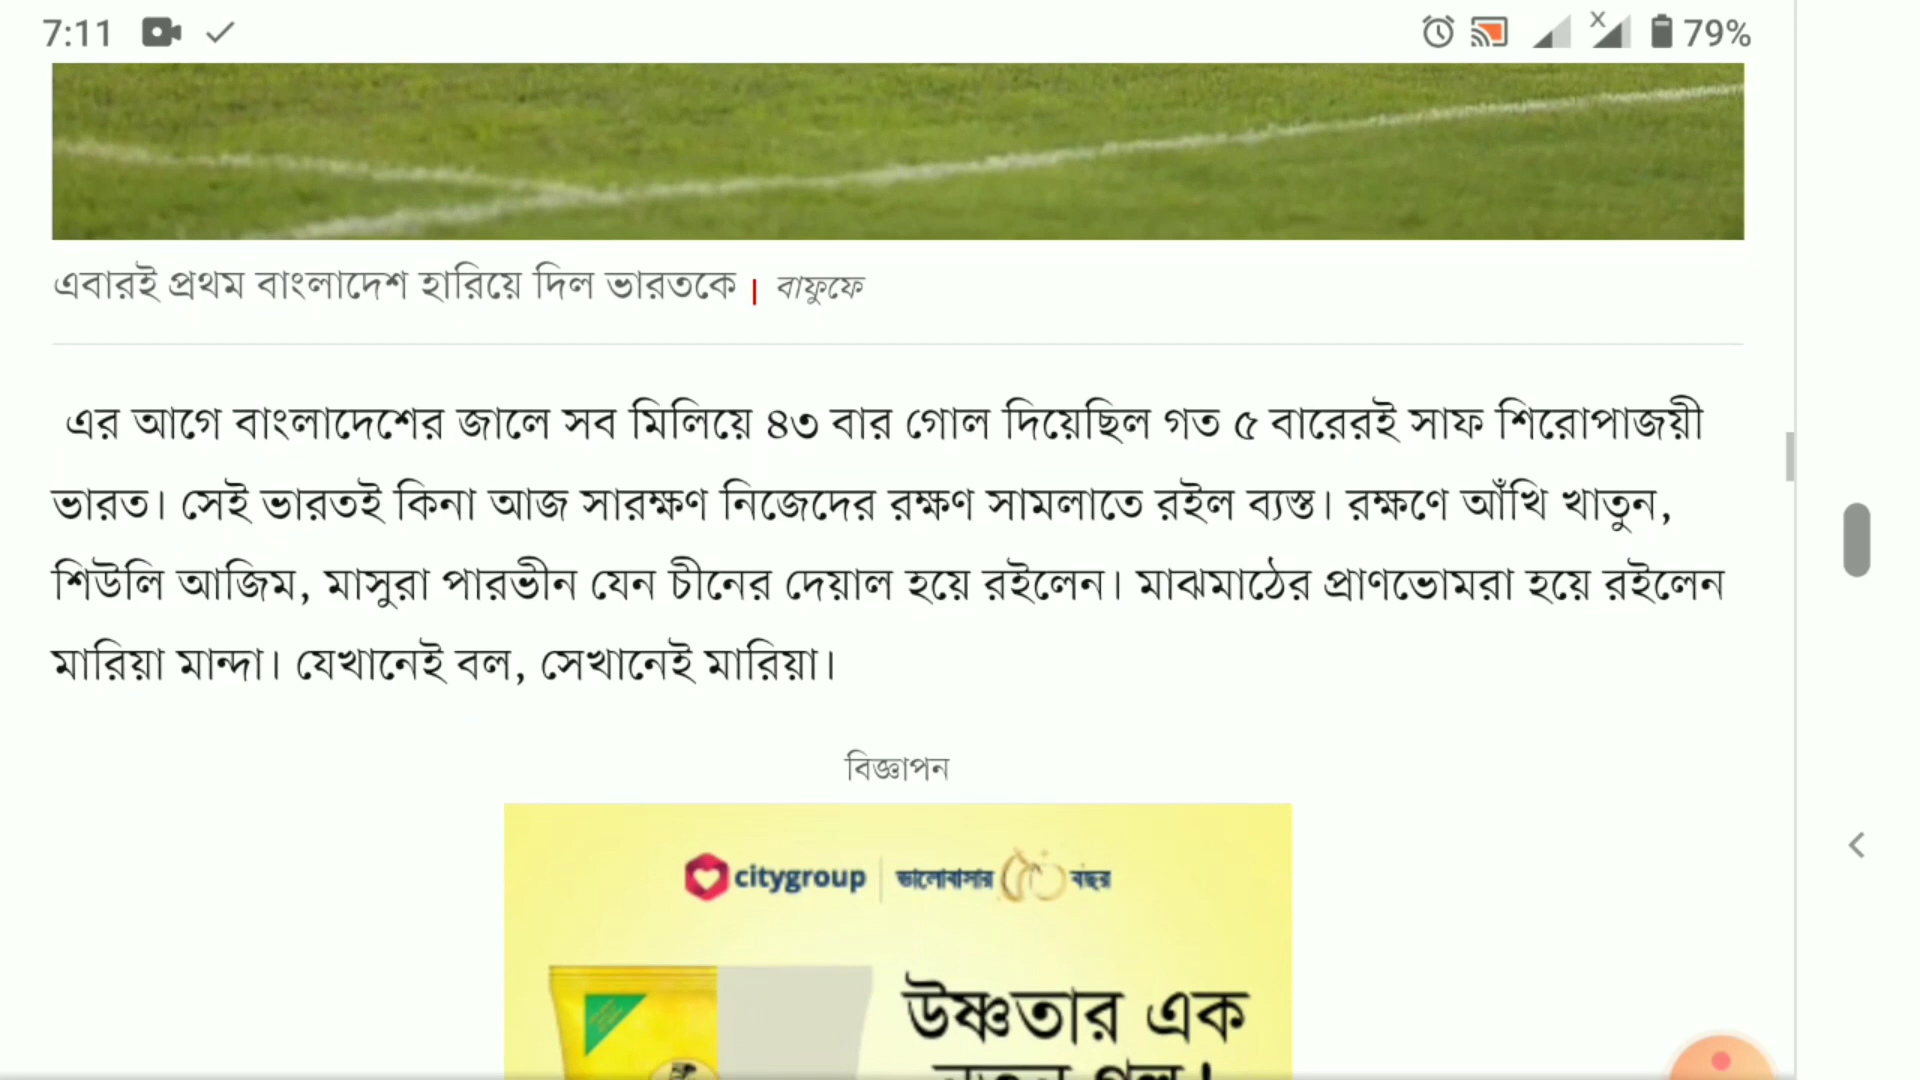 7:11 79%
এবারই প্রথম বাংলাদেশ হারিয়ে দিল ভারতকে | বাফুফে
এর আগে বাংলাদেশের জালে সব মিলিয়ে ৪৩ বার গোল দিয়েছিল গত ৫ বারেরই সাফ শিরোপাজয়ী
ভারত। সেই ভারতই কিনা আজ সারক্ষণ নিজেদের রক্ষণ সামলাতে রইল ব্যস্ত। রক্ষণে আঁখি খাতুন,
শিউলি আজিম, মাসুরা পারভীন যেন চীনের দেয়াল হয়ে রইলেন। মাঝমাঠের প্রাণভোমরা হয়ে রইলেন
মারিয়া মান্দা। যেখানেই বল, সেখানেই মারিয়া।
বিজ্ঞাপন
citygroup ভালোবাসার ৫০ বছর
উষ্ণতার এক